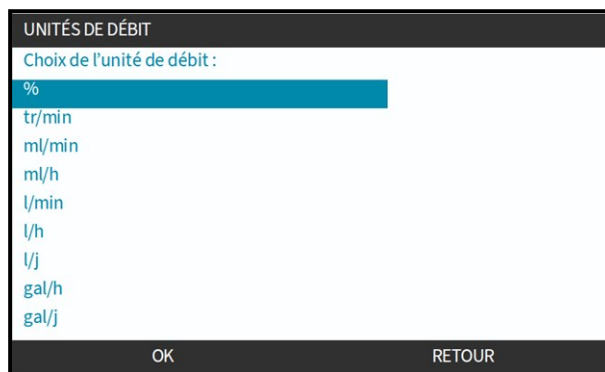 UNITÉS DE DÉBIT
Choix de l’unité de débit :
%
tr/min
ml/min
ml/h
l/min
l/h
l/j
gal/h
gal/j
OK RETOUR